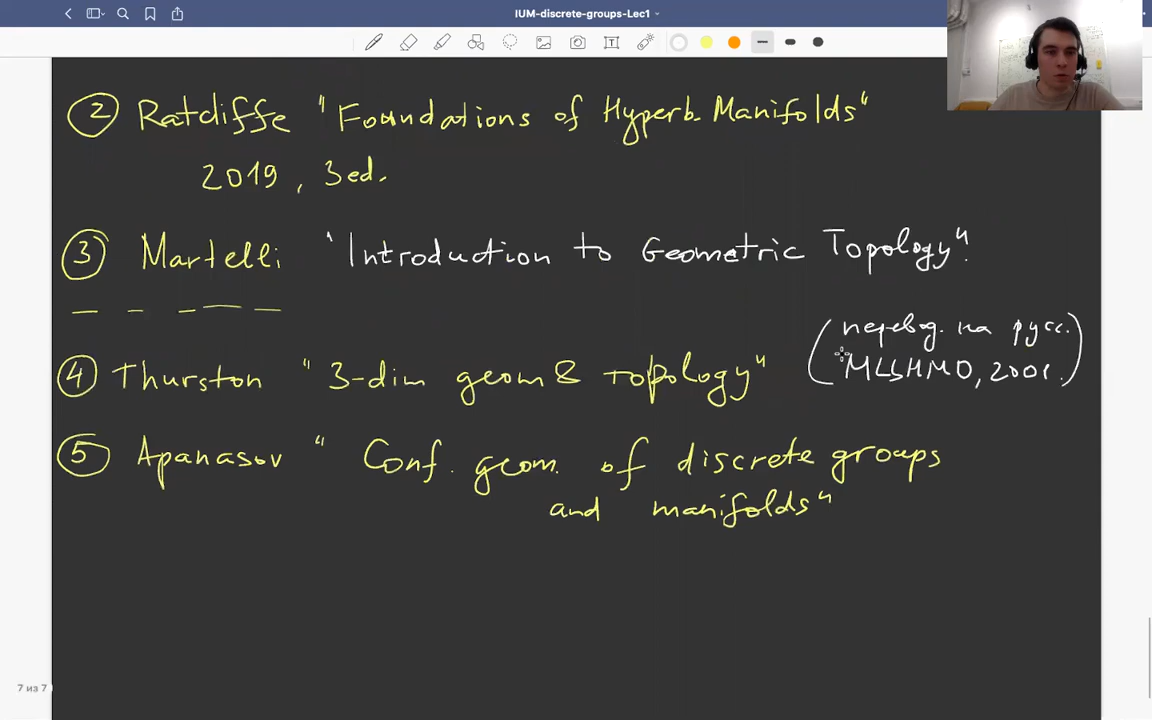 IUM-discrete-groups-Lec1
② Ratcliffe "Foundations of Hyperb. Manifolds"
2019, 3ed.
③ Martelli "Introduction to Geometric Topology"
④ Thurston "3-dim geom & topology"
(перевод. на русс.
МЦНМО, 2001.)
⑤ Apanasov " Conf. geom. of discrete groups
and manifolds"
7 из 7